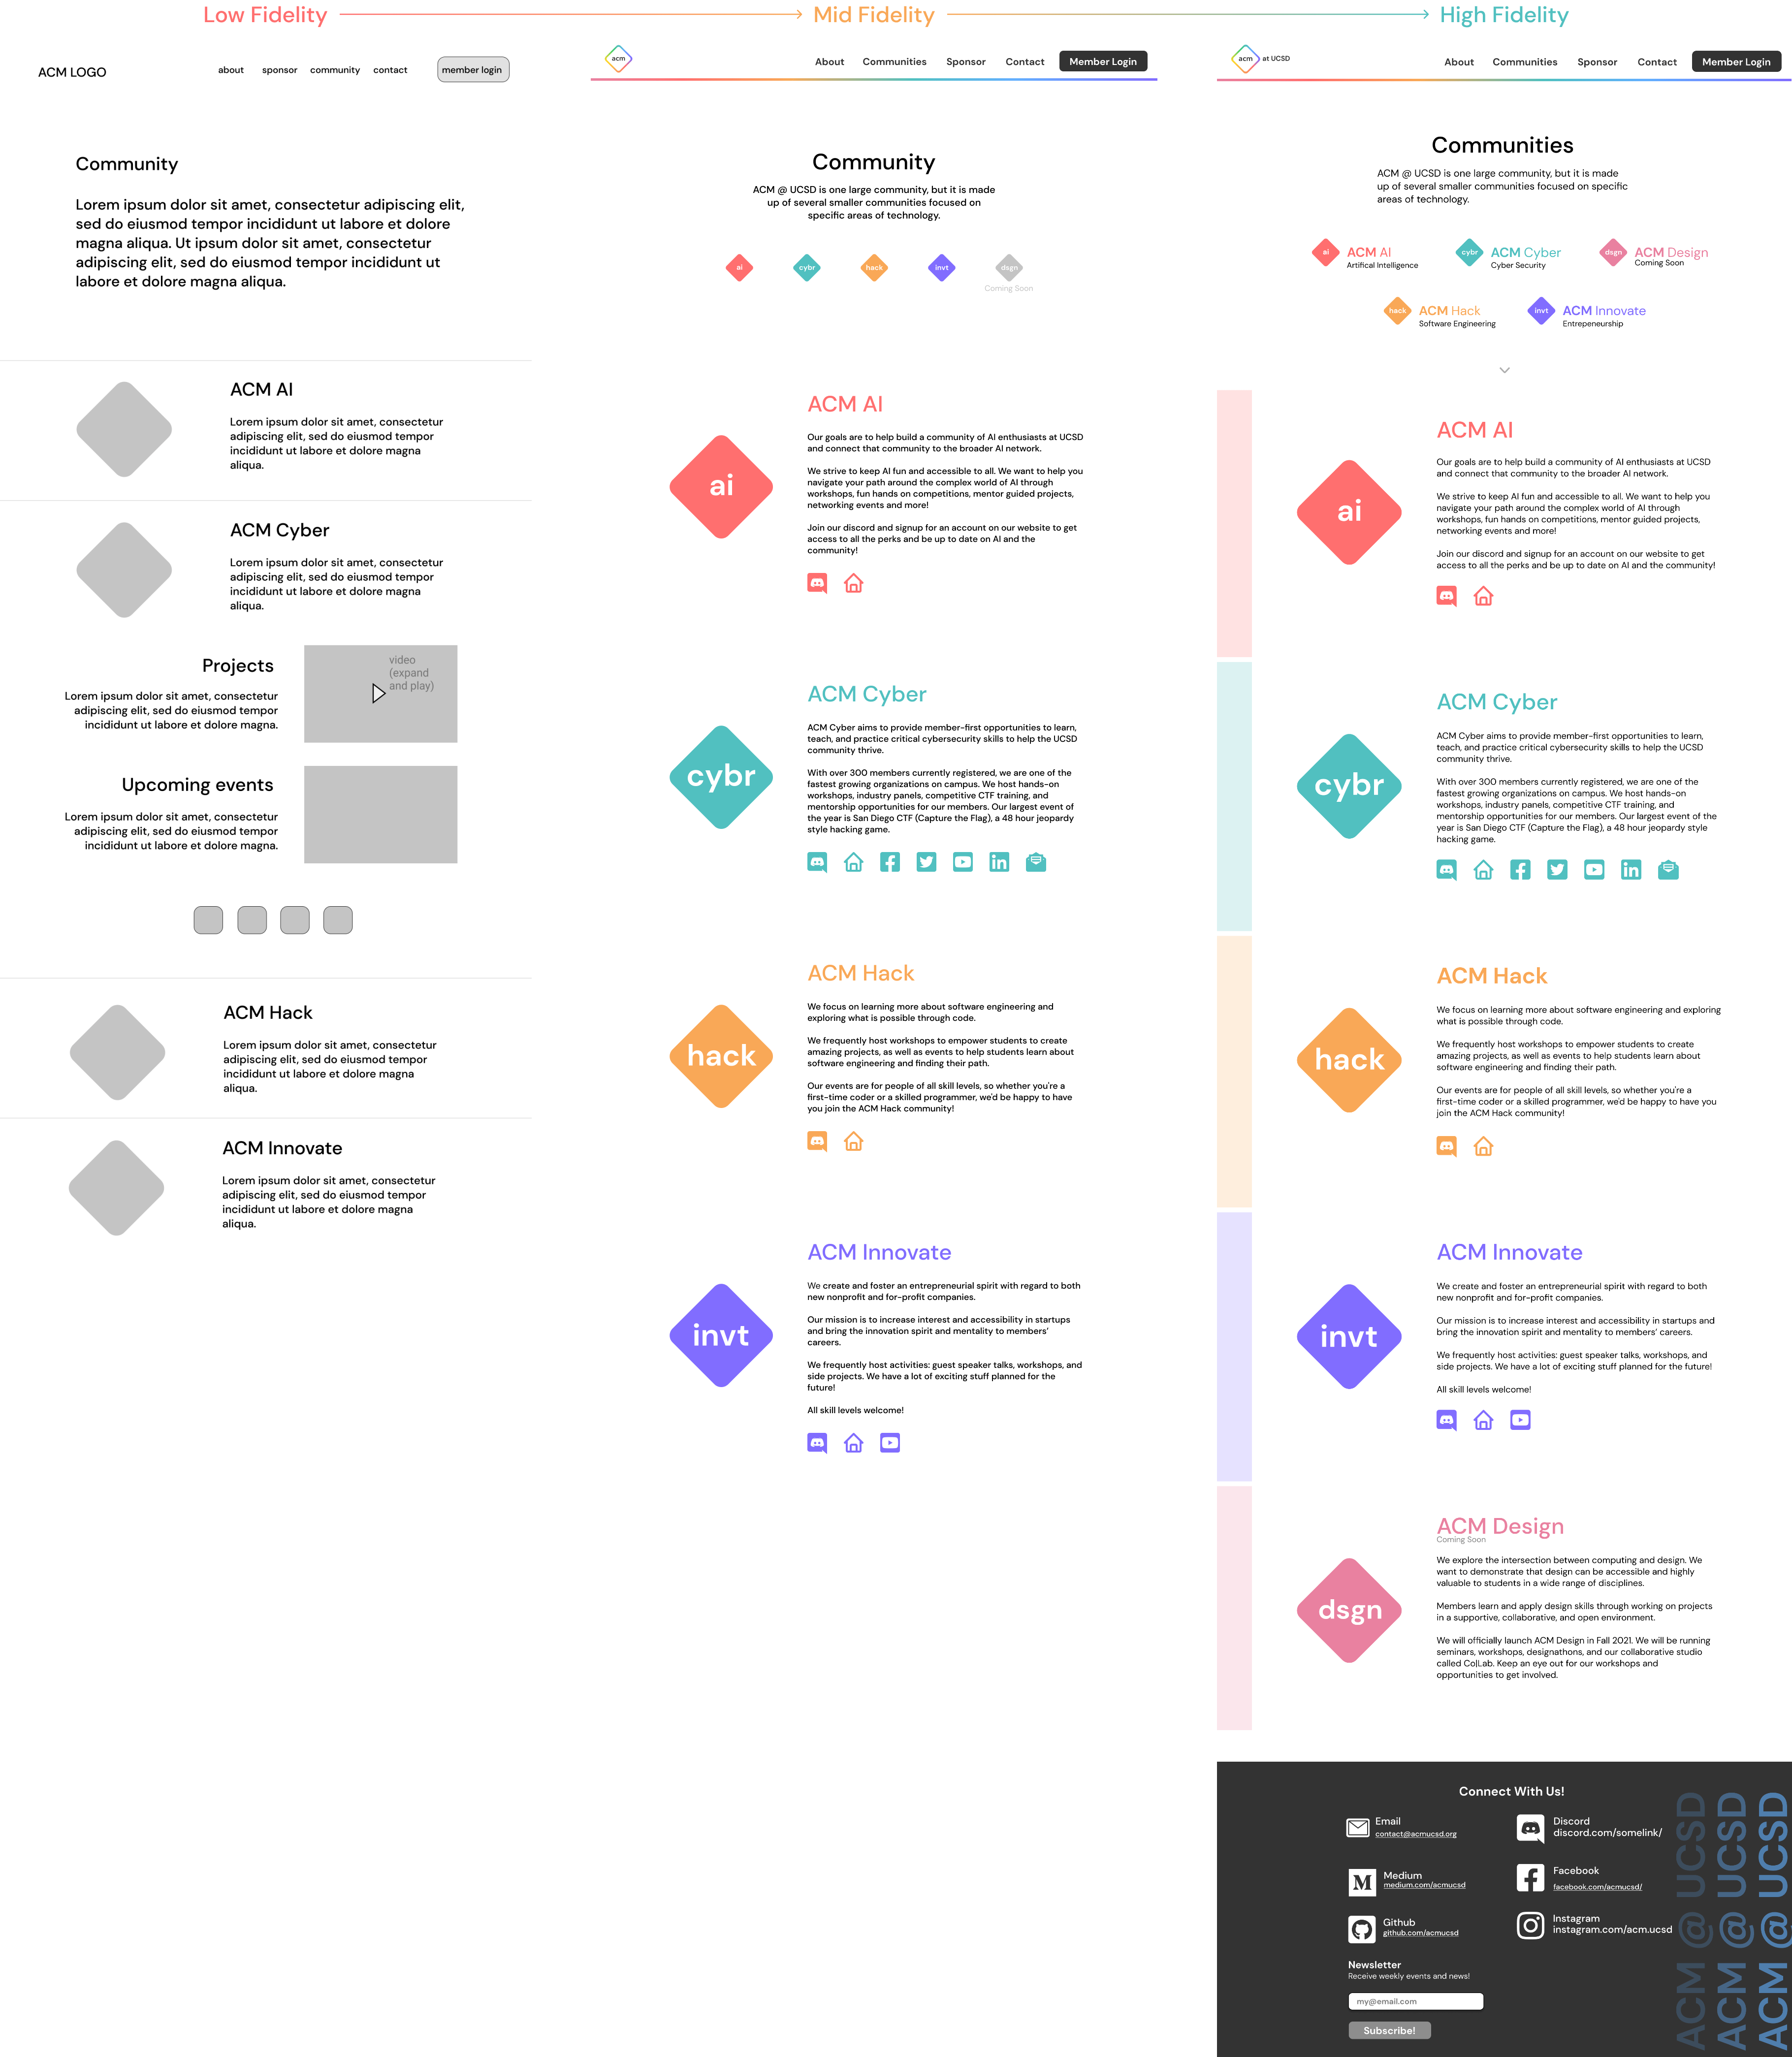 Low Fidelity
Mid Fidelity
High Fidelity
ACM LOGO
about
sponsor
community
contact
member login
Community
Lorem ipsum dolor sit amet, consectetur adipiscing elit,
sed do eiusmod tempor incididunt ut labore et dolore
magna aliqua. Ut ipsum dolor sit amet, consectetur
adipiscing elit, sed do eiusmod tempor incididunt ut
labore et dolore magna aliqua.
ACM AI
Lorem ipsum dolor sit amet, consectetur
adipiscing elit, sed do eiusmod tempor
incididunt ut labore et dolore magna
aliqua.
ACM Cyber
Lorem ipsum dolor sit amet, consectetur
adipiscing elit, sed do eiusmod tempor
incididunt ut labore et dolore magna
aliqua.
Projects
Lorem ipsum dolor sit amet, consectetur
adipiscing elit, sed do eiusmod tempor
incididunt ut labore et dolore magna.
video
(expand
and play)
Upcoming events
Lorem ipsum dolor sit amet, consectetur
adipiscing elit, sed do eiusmod tempor
incididunt ut labore et dolore magna.
ACM Hack
Lorem ipsum dolor sit amet, consectetur
adipiscing elit, sed do eiusmod tempor
incididunt ut labore et dolore magna
aliqua.
ACM Innovate
Lorem ipsum dolor sit amet, consectetur
adipiscing elit, sed do eiusmod tempor
incididunt ut labore et dolore magna
aliqua.
acm
About
Communities
Sponsor
Contact
Member Login
Community
ACM @ UCSD is one large community, but it is made
up of several smaller communities focused on
specific areas of technology.
ai
cybr
hack
invt
dsgn
Coming Soon
ai
ACM AI
Our goals are to help build a community of AI enthusiasts at UCSD
and connect that community to the broader AI network.
We strive to keep AI fun and accessible to all. We want to help you
navigate your path around the complex world of AI through
workshops, fun hands on competitions, mentor guided projects,
networking events and more!
Join our discord and signup for an account on our website to get
access to all the perks and be up to date on AI and the
community!
cybr
ACM Cyber
ACM Cyber aims to provide member-first opportunities to learn,
teach, and practice critical cybersecurity skills to help the UCSD
community thrive.
With over 300 members currently registered, we are one of the
fastest growing organizations on campus. We host hands-on
workshops, industry panels, competitive CTF training, and
mentorship opportunities for our members. Our largest event of
the year is San Diego CTF (Capture the Flag), a 48 hour jeopardy
style hacking game.
hack
ACM Hack
We focus on learning more about software engineering and
exploring what is possible through code.
We frequently host workshops to empower students to create
amazing projects, as well as events to help students learn about
software engineering and finding their path.
Our events are for people of all skill levels, so whether you're a
first-time coder or a skilled programmer, we'd be happy to have
you join the ACM Hack community!
invt
ACM Innovate
We create and foster an entrepreneurial spirit with regard to both
new nonprofit and for-profit companies.
Our mission is to increase interest and accessibility in startups
and bring the innovation spirit and mentality to members'
careers.
We frequently host activities: guest speaker talks, workshops, and
side projects. We have a lot of exciting stuff planned for the
future!
All skill levels welcome!
acm
at UCSD
About
Communities
Sponsor
Contact
Member Login
Communities
ACM @ UCSD is one large community, but it is made
up of several smaller communities focused on specific
areas of technology.
ai
ACM AI
Artifical Intelligence
cybr
ACM Cyber
Cyber Security
dsgn
ACM Design
Coming Soon
hack
ACM Hack
Software Engineering
invt
ACM Innovate
Entrepeneurship
ai
ACM AI
Our goals are to help build a community of AI enthusiasts at UCSD
and connect that community to the broader AI network.
We strive to keep AI fun and accessible to all. We want to help you
navigate your path around the complex world of AI through
workshops, fun hands on competitions, mentor guided projects,
networking events and more!
Join our discord and signup for an account on our website to get
access to all the perks and be up to date on AI and the community!
cybr
ACM Cyber
ACM Cyber aims to provide member-first opportunities to learn,
teach, and practice critical cybersecurity skills to help the UCSD
community thrive.
With over 300 members currently registered, we are one of the
fastest growing organizations on campus. We host hands-on
workshops, industry panels, competitive CTF training, and
mentorship opportunities for our members. Our largest event of the
year is San Diego CTF (Capture the Flag), a 48 hour jeopardy style
hacking game.
hack
ACM Hack
We focus on learning more about software engineering and exploring
what is possible through code.
We frequently host workshops to empower students to create
amazing projects, as well as events to help students learn about
software engineering and finding their path.
Our events are for people of all skill levels, so whether you're a
first-time coder or a skilled programmer, we'd be happy to have you
join the ACM Hack community!
invt
ACM Innovate
We create and foster an entrepreneurial spirit with regard to both
new nonprofit and for-profit companies.
Our mission is to increase interest and accessibility in startups and
bring the innovation spirit and mentality to members' careers.
We frequently host activities: guest speaker talks, workshops, and
side projects. We have a lot of exciting stuff planned for the future!
All skill levels welcome!
dsgn
ACM Design
Coming Soon
We explore the intersection between computing and design. We
want to demonstrate that design can be accessible and highly
valuable to students in a wide range of disciplines.
Members learn and apply design skills through working on projects
in a supportive, collaborative, and open environment.
We will officially launch ACM Design in Fall 2021. We will be running
seminars, workshops, designathons, and our collaborative studio
called Co|Lab. Keep an eye out for our workshops and
opportunities to get involved.
Connect With Us!
Email
contact@acmucsd.org
Discord
discord.com/somelink/
Medium
medium.com/acmucsd
Facebook
facebook.com/acmucsd/
Github
github.com/acmucsd
Instagram
instagram.com/acm.ucsd
Newsletter
Receive weekly events and news!
my@email.com
Subscribe!
ACM @ UCSD
ACM @ UCSD
ACM @ UCSD